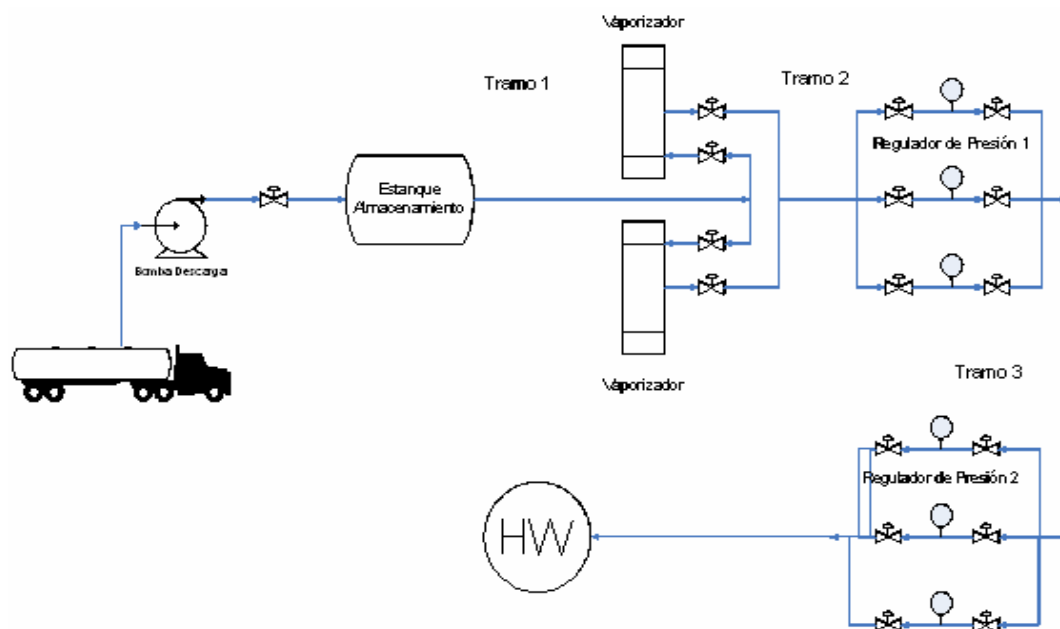 Vaporizador
Tramo 1
Tramo 2
Regulador de Presión 1
Estanque
Almacenamiento
Bomba Descarga
Vaporizador
Tramo 3
Regulador de Presión 2
HW